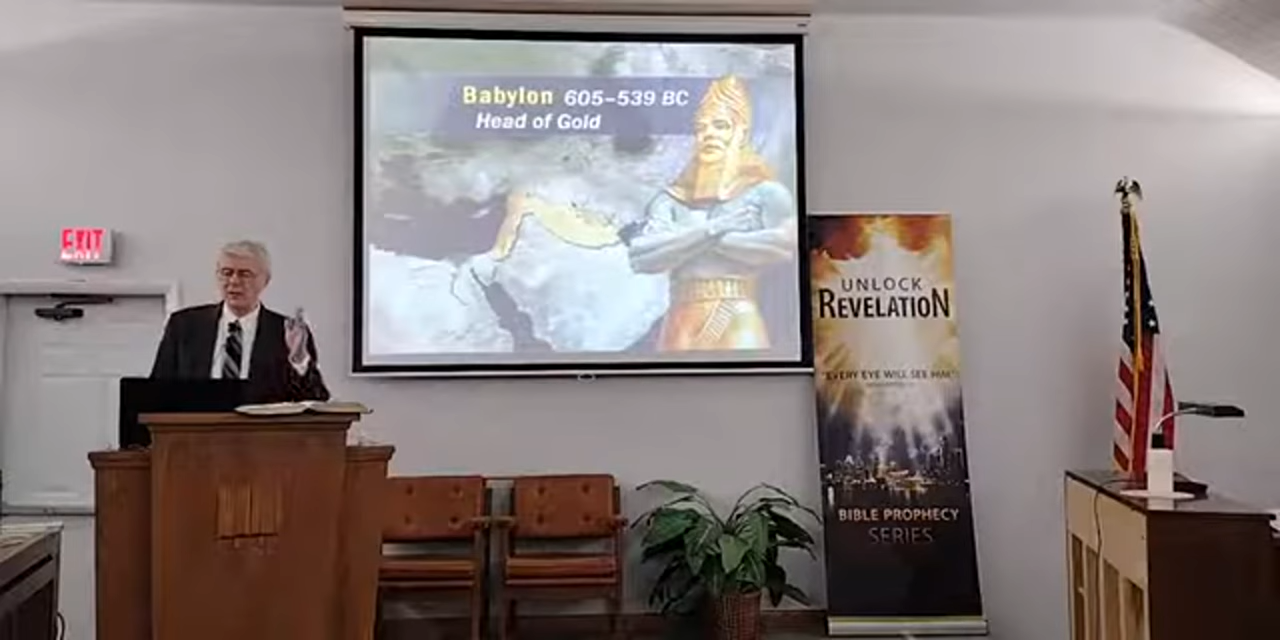 Babylon 605–539 BC
Head of Gold
EXIT
UNLOCK
REVELATION
"EVERY EYE WILL SEE HIM"
BIBLE PROPHECY
SERIES